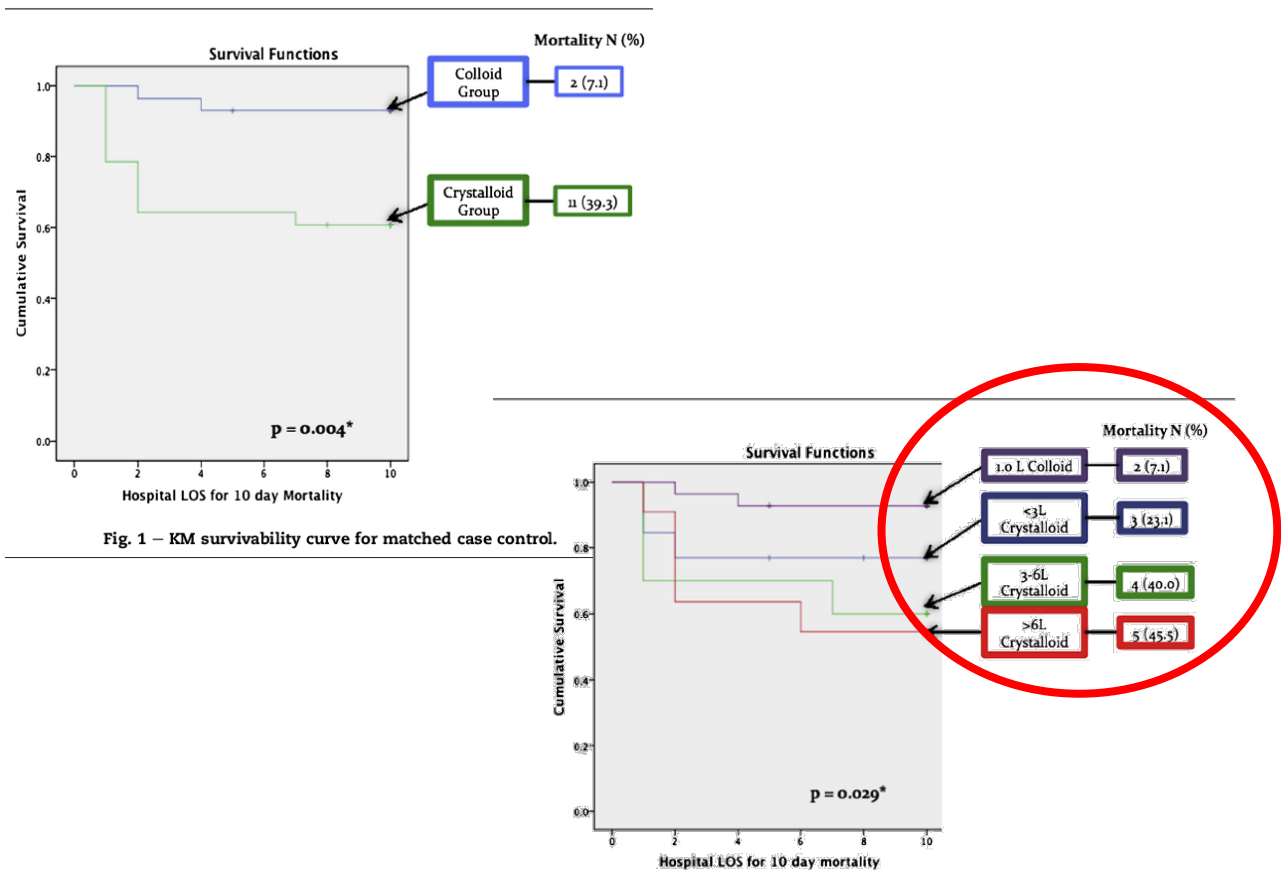 Mortality N (%)
Survival Functions
Colloid
Group
2 (7.1)
Crystalloid
Group
11 (39.3)
Cumulative Survival
1.0
0.8
0.6
0.4
0.2
0.0
p = 0.004*
0 2 4 6 8 10
Hospital LOS for 10 day Mortality
Fig. 1 – KM survivability curve for matched case control.
Mortality N (%)
Survival Functions
1.0 L Colloid
2 (7.1)
<3L
Crystalloid
3 (23.1)
3-6L
Crystalloid
4 (40.0)
>6L
Crystalloid
5 (45.5)
Cumulative Survival
1.0
0.8
0.6
0.4
0.2
0.0
p = 0.029*
0 2 4 6 8 10
Hospital LOS for 10 day mortality